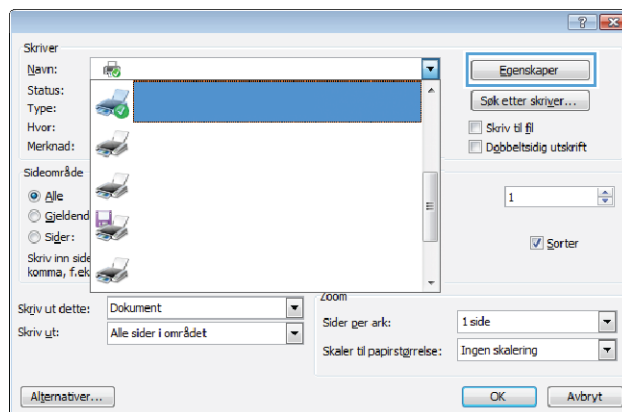 Skriver
Navn:
Egenskaper
Status:
Type:
Søk etter skriver...
Hvor:
Skriv til fil
Merknad:
Dobbeltsidig utskrift
Sideområde
Alle
1
Gjeldend
Sider:
Sorter
Skriv inn side
komma, f.ek
Zoom
Skriv ut dette: Dokument
Sider per ark: 1 side
Skriv ut: Alle sider i området
Skaler til papirstørrelse: Ingen skalering
Alternativer...
OK
Avbryt